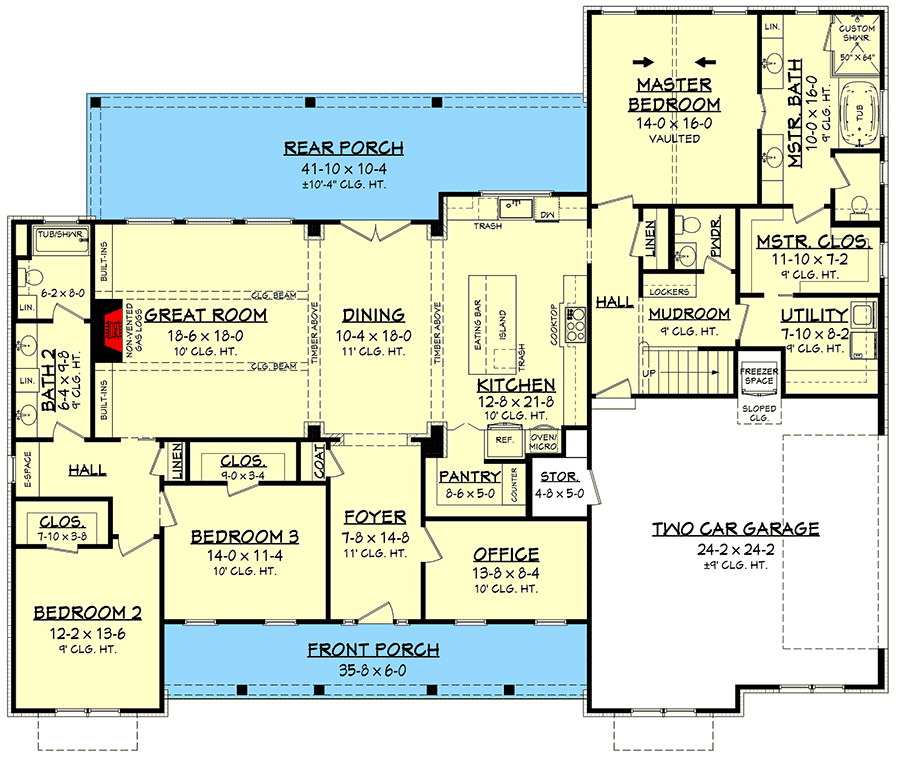 LIN.
CUSTOM
SHWR.
50" X 64"
MASTER
BEDROOM
14-0 x 16-0
VAULTED
MSTR. BATH
10-0 x 16-0
9' CLG. HT.
TUB
REAR PORCH
41-10 x 10-4
±10'-4" CLG. HT.
TRASH
DW
TUB/SHWR.
6-2 x 8-0
LIN.
BUILT-INS
CLG. BEAM
GREAT ROOM
18-6 x 18-0
10' CLG. HT.
NON-VENTED
GAS LOGS
CLG. BEAM
BUILT-INS
TIMBER ABOVE
DINING
10-4 x 18-0
11' CLG. HT.
TIMBER ABOVE
EATING BAR
ISLAND
TRASH
COOKTOP
KITCHEN
12-8 x 21-8
10' CLG. HT.
HALL
LINEN
PWDR.
LOCKERS
MUDROOM
9' CLG. HT.
UP
MSTR. CLOS.
11-10 x 7-2
9' CLG. HT.
UTILITY
7-10 x 8-2
9' CLG. HT.
FREEZER
SPACE
SLOPED
CLG.
LIN.
BATH 2
6-4 x 9-8
9' CLG. HT.
E-SPACE
HALL
LINEN
CLOS.
9-0 x 3-4
COAT
REF.
OVEN/
MICRO
PANTRY
8-6 x 5-0
COUNTER
STOR.
4-8 x 5-0
CLOS.
7-10 x 3-8
BEDROOM 3
14-0 x 11-4
10' CLG. HT.
FOYER
7-8 x 14-8
11' CLG. HT.
OFFICE
13-8 x 8-4
10' CLG. HT.
TWO CAR GARAGE
24-2 x 24-2
±9' CLG. HT.
BEDROOM 2
12-2 x 13-6
9' CLG. HT.
FRONT PORCH
35-8 x 6-0